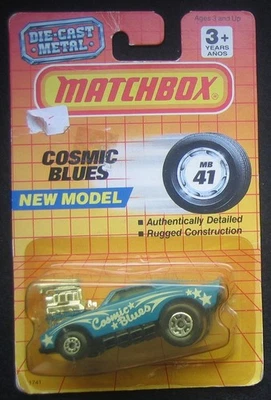 DIE-CAST
METAL
Ages 3 and Up
3+
YEARS
AÑOS
MATCHBOX®
COSMIC
BLUES
MB
41
NEW MODEL
▪ Authentically Detailed
▪ Rugged Construction
Cosmic
Blues